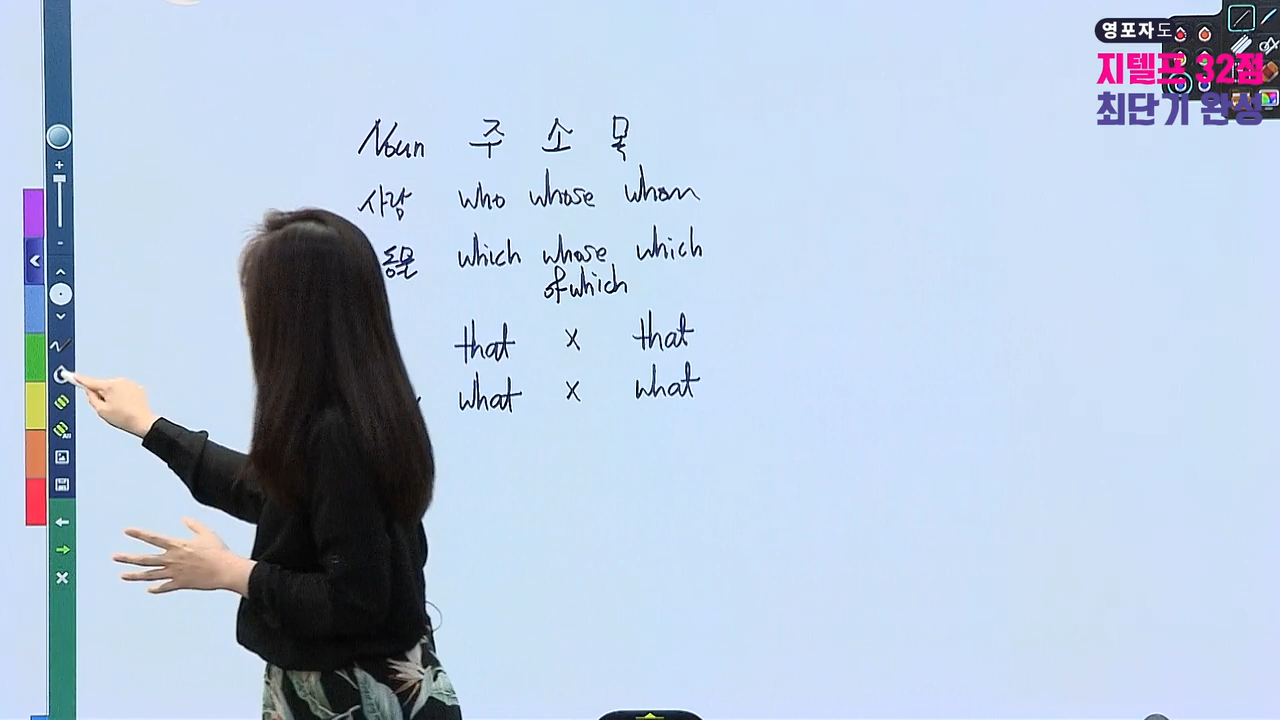 영포자도
지텔프 32점
최단기 완성
Noun 주 소 목
사람 who whose whom
동물 which whose which
of which
that x that
what x what